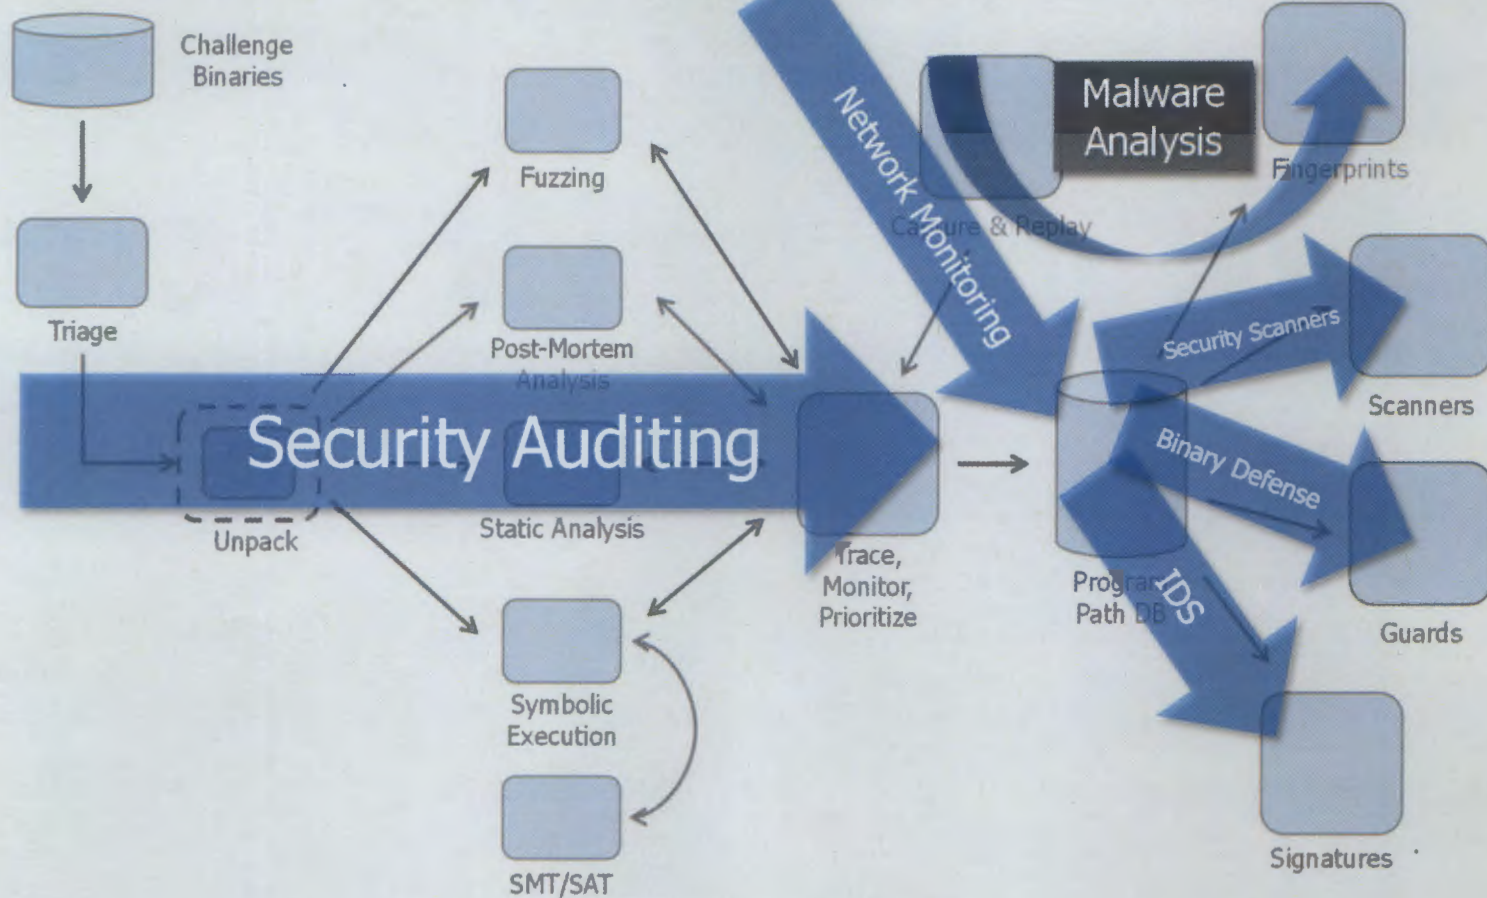 Challenge
Binaries
Triage
Unpack
Fuzzing
Post-Mortem
Analysis
Static Analysis
Symbolic
Execution
SMT/SAT
Security Auditing
Trace,
Monitor,
Prioritize
Network Monitoring
Capture & Replay
Malware
Analysis
Fingerprints
Security Scanners
Scanners
Binary Defense
Guards
IDS
Program
Path DB
Signatures